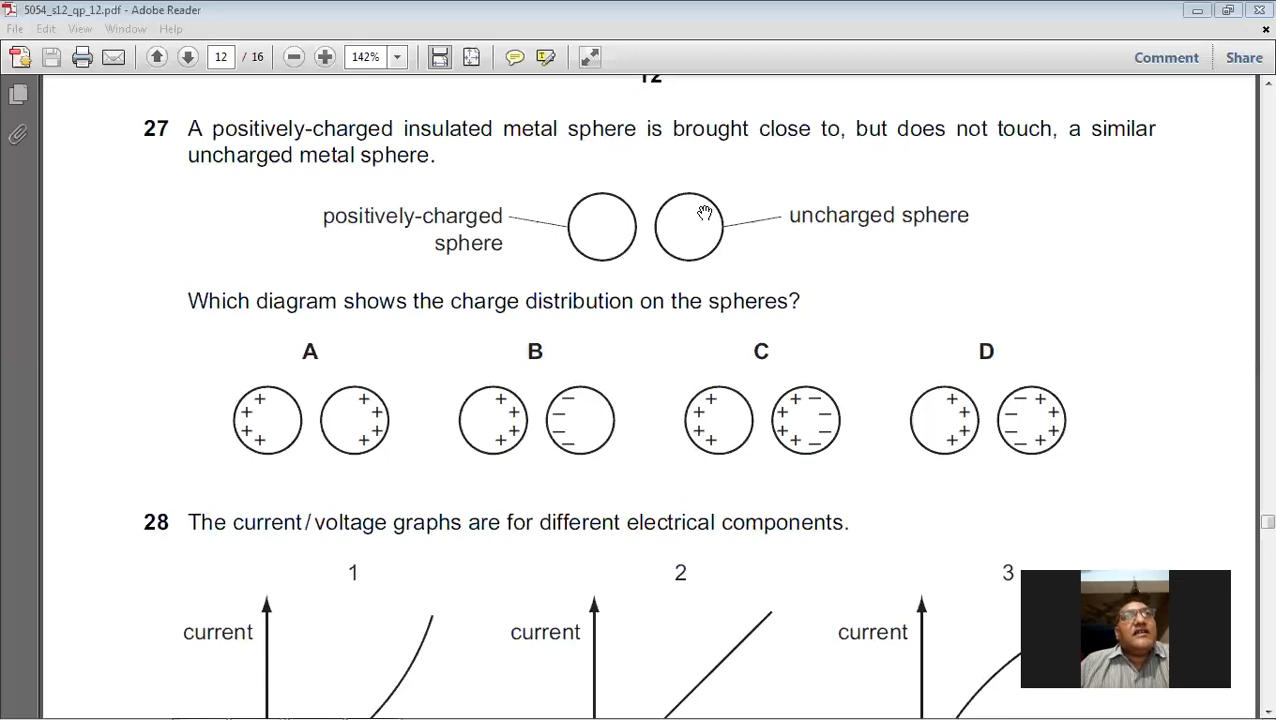 5054_s12_qp_12.pdf - Adobe Reader
File Edit View Window Help
12 / 16 142% Comment Share
12
27 A positively-charged insulated metal sphere is brought close to, but does not touch, a similar
uncharged metal sphere.
positively-charged
sphere
uncharged sphere
Which diagram shows the charge distribution on the spheres?
A B C D
+ + + + + + + +
+ + + + − − − −
+ + + + + + + + − − − −
+ + + + − − − − + + + +
28 The current/voltage graphs are for different electrical components.
1 2 3
current current current